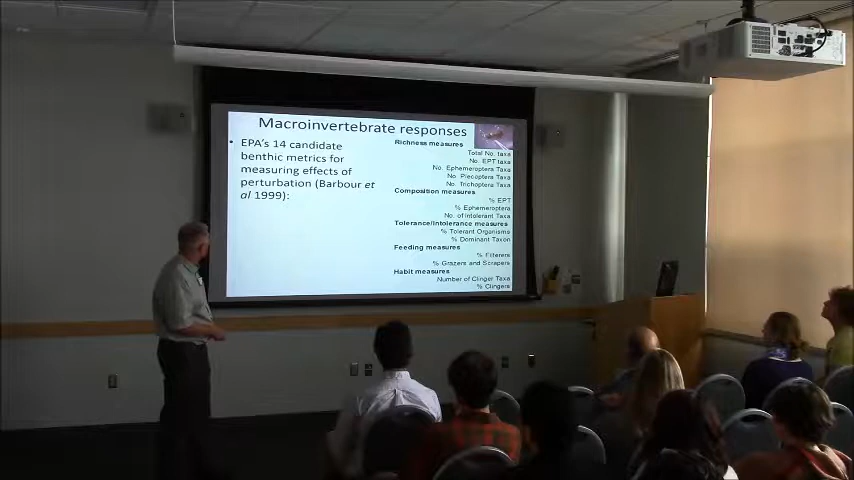 Macroinvertebrate responses
• EPA's 14 candidate
benthic metrics for
measuring effects of
perturbation (Barbour et
al 1999):
Richness measures
Total No. taxa
No. EPT taxa
No. Ephemeroptera Taxa
No. Plecoptera Taxa
No. Trichoptera Taxa
Composition measures
% EPT
% Ephemeroptera
No. of Intolerant Taxa
Tolerance/Intolerance measures
% Tolerant Organisms
% Dominant Taxon
Feeding measures
% Filterers
% Grazers and Scrapers
Habit measures
Number of Clinger Taxa
% Clingers